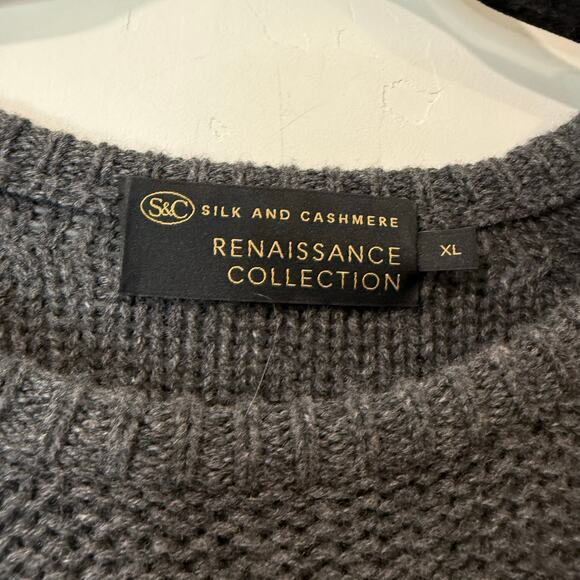 S&C SILK AND CASHMERE
RENAISSANCE
COLLECTION
XL